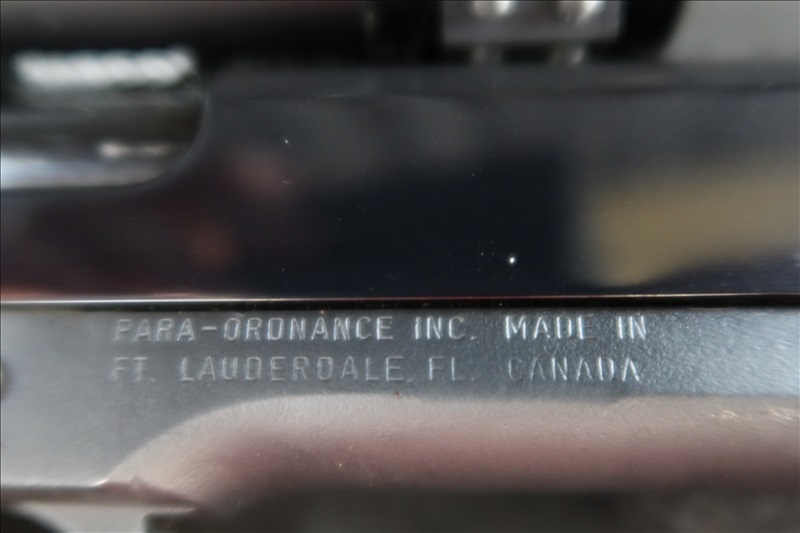 PARA-ORDNANCE INC. MADE IN
FT. LAUDERDALE, FL. CANADA